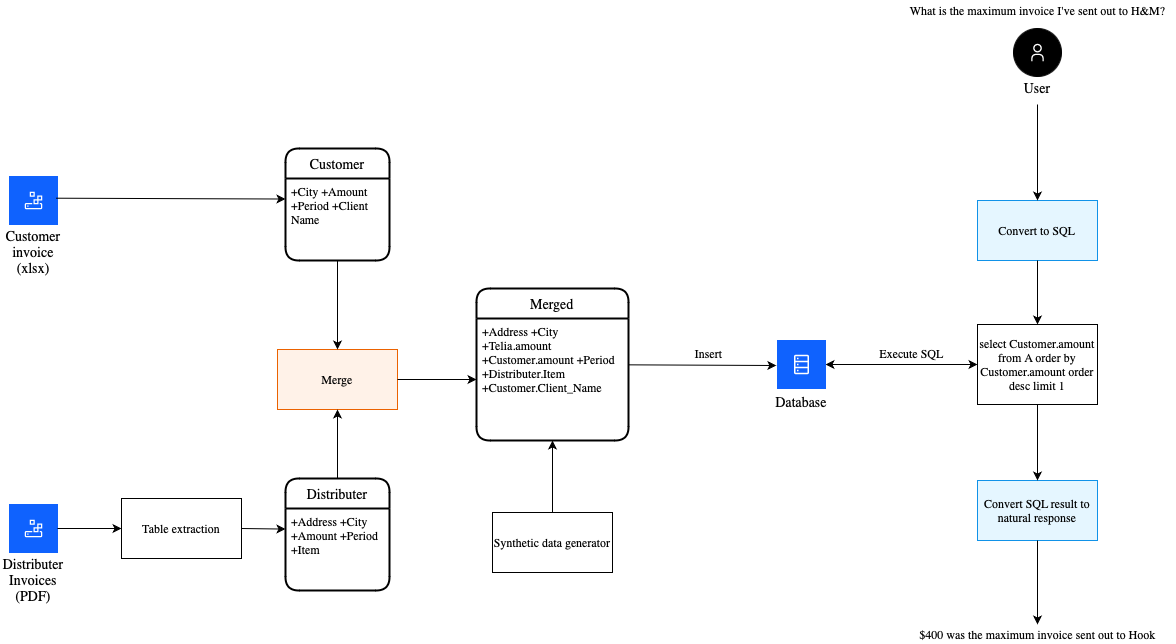 What is the maximum invoice I've sent out to H&M?
User
Customer
+City +Amount
+Period +Client
Name
Customer
invoice
(xlsx)
Convert to SQL
Merged
+Address +City
+Telia.amount
+Customer.amount +Period
+Distributer.Item
+Customer.Client_Name
Merge
Insert
Database
Execute SQL
select Customer.amount
from A order by
Customer.amount order
desc limit 1
Distributer
+Address +City
+Amount +Period
+Item
Table extraction
Distributer
Invoices
(PDF)
Synthetic data generator
Convert SQL result to
natural response
$400 was the maximum invoice sent out to Hook